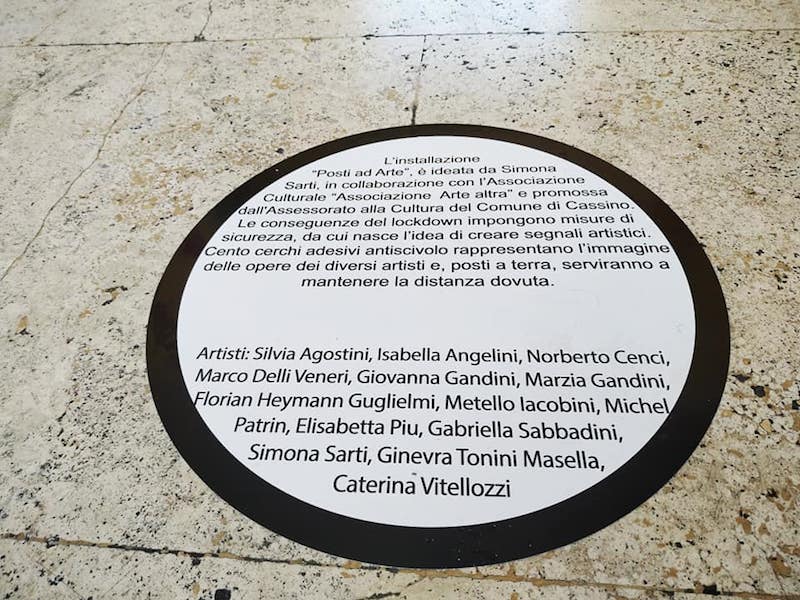 L'installazione
"Posti ad Arte", è ideata da Simona
Sarti, in collaborazione con l'Associazione
Culturale "Associazione Arte altra" e promossa
dall'Assessorato alla Cultura del Comune di Cassino.
Le conseguenze del lockdown impongono misure di
sicurezza, da cui nasce l'idea di creare segnali artistici.
Cento cerchi adesivi antiscivolo rappresentano l'immagine
delle opere dei diversi artisti e, posti a terra, serviranno a
mantenere la distanza dovuta.
Artisti: Silvia Agostini, Isabella Angelini, Norberto Cenci,
Marco Delli Veneri, Giovanna Gandini, Marzia Gandini,
Florian Heymann Guglielmi, Metello Iacobini, Michel
Patrin, Elisabetta Piu, Gabriella Sabbadini,
Simona Sarti, Ginevra Tonini Masella,
Caterina Vitellozzi